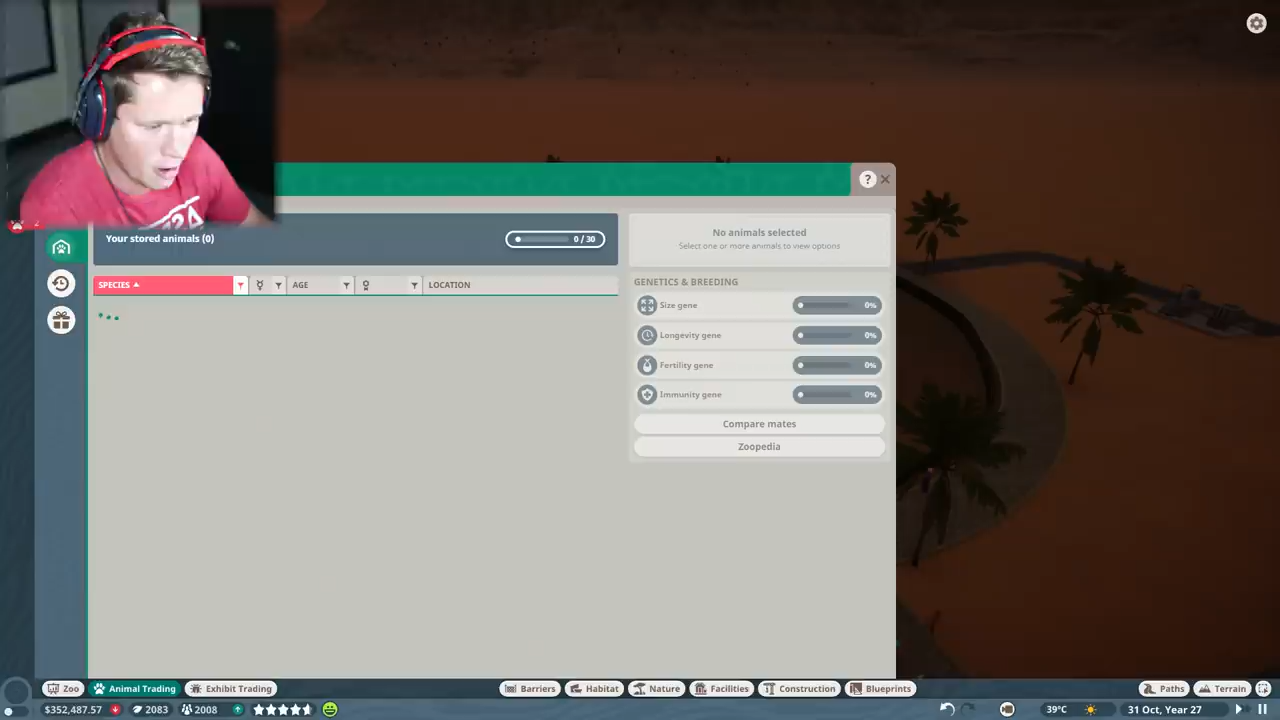 Your stored animals (0)
0 / 30
No animals selected
Select one or more animals to view options
SPECIES
AGE
LOCATION
GENETICS & BREEDING
Size gene 0%
Longevity gene 0%
Fertility gene 0%
Immunity gene 0%
Compare mates
Zoopedia
Zoo Animal Trading Exhibit Trading Barriers Habitat Nature Facilities Construction Blueprints Paths Terrain
$352,487.57 2083 2008 39°C 31 Oct, Year 27